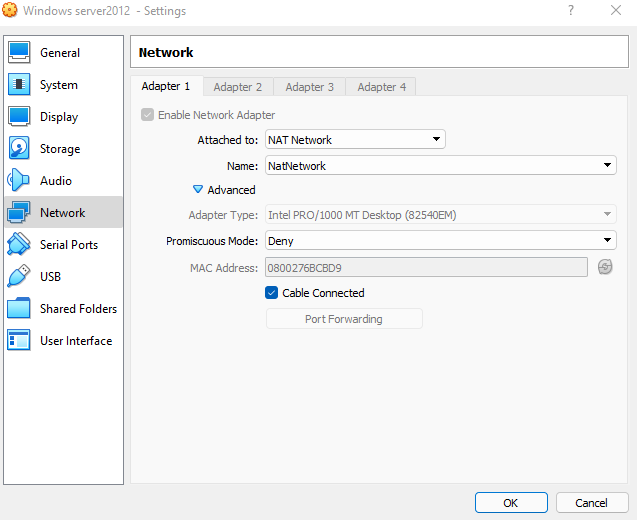 Windows server2012 - Settings
?
General
System
Display
Storage
Audio
Network
Serial Ports
USB
Shared Folders
User Interface
Network
Adapter 1 Adapter 2 Adapter 3 Adapter 4
Enable Network Adapter
Attached to: NAT Network
Name: NatNetwork
Advanced
Adapter Type: Intel PRO/1000 MT Desktop (82540EM)
Promiscuous Mode: Deny
MAC Address: 0800276BCBD9
Cable Connected
Port Forwarding
OK Cancel